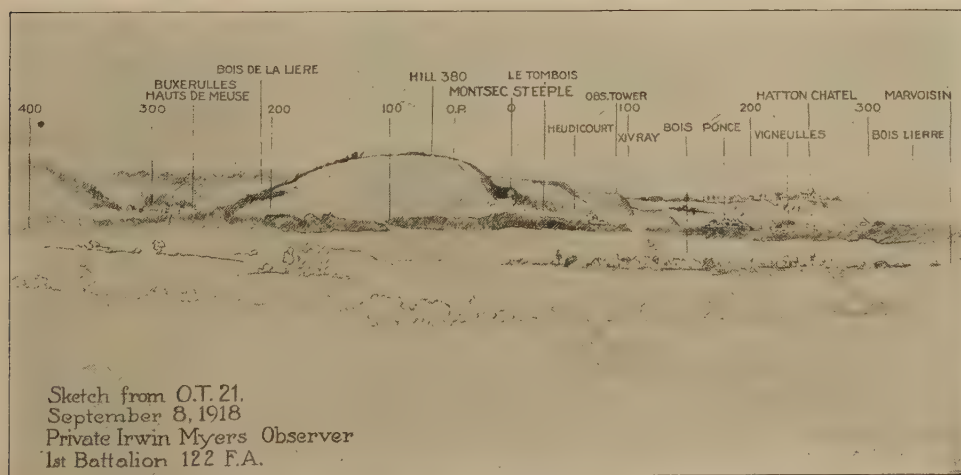 BOIS DE LA LIERE
HILL 380
LE TOMBOIS
BUXERULLES
MONTSEC STEEPLE
OBS. TOWER
HATTON CHATEL
MARVOISIN
HAUTS DE MEUSE
400 300 200 100 O.P. 0 100 200 300
HEUDICOURT
XIVRAY
BOIS PONCE
VIGNEULLES
BOIS LIERRE
Sketch from O.T. 21.
September 8, 1918
Private Irwin Myers Observer
1st Battalion 122 F.A.